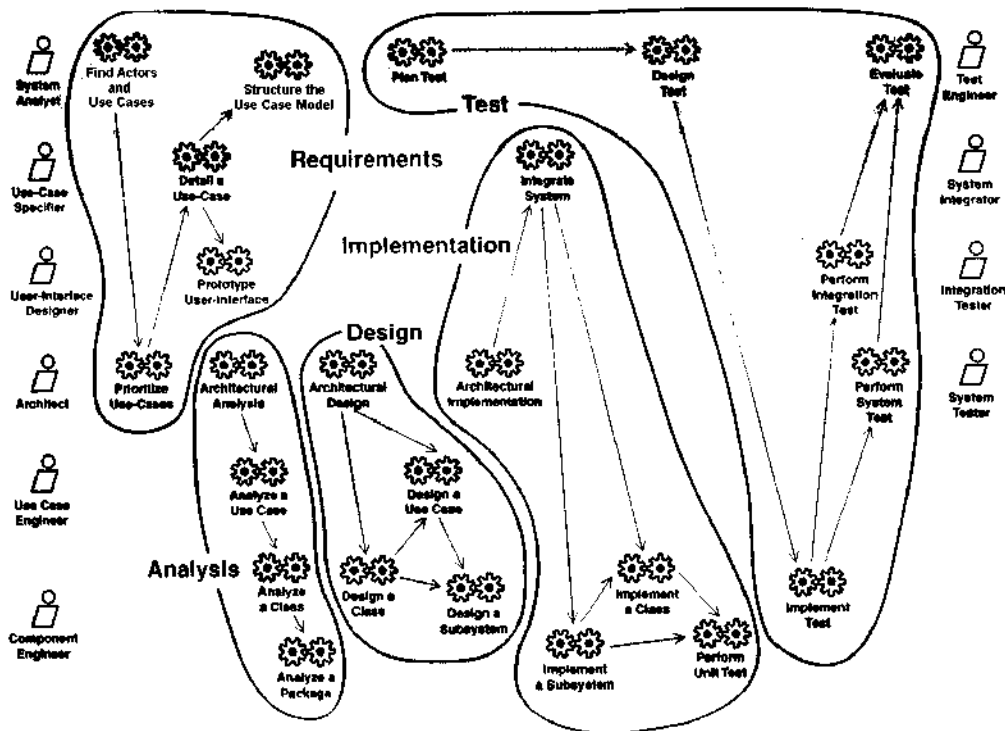 System
Analyst
Find Actors
and
Use Cases
Structure the
Use Case Model
Plan Test
Design
Test
Evaluate
Test
Test
Engineer
Test
Use-Case
Specifier
Detail a
Use-Case
Requirements
Integrate
System
System
Integrator
User-Interface
Designer
Prototype
User-Interface
Implementation
Perform
Integration
Test
Integration
Tester
Design
Architect
Prioritize
Use-Cases
Architectural
Analysis
Architectural
Design
Architectural
Implementation
Perform
System
Test
System
Tester
Use Case
Engineer
Analyze a
Use Case
Design a
Use Case
Analysis
Analyze
a Class
Design a
Class
Design a
Subsystem
Implement
a Class
Implement
Test
Component
Engineer
Analyze a
Package
Implement
a Subsystem
Perform
Unit Test